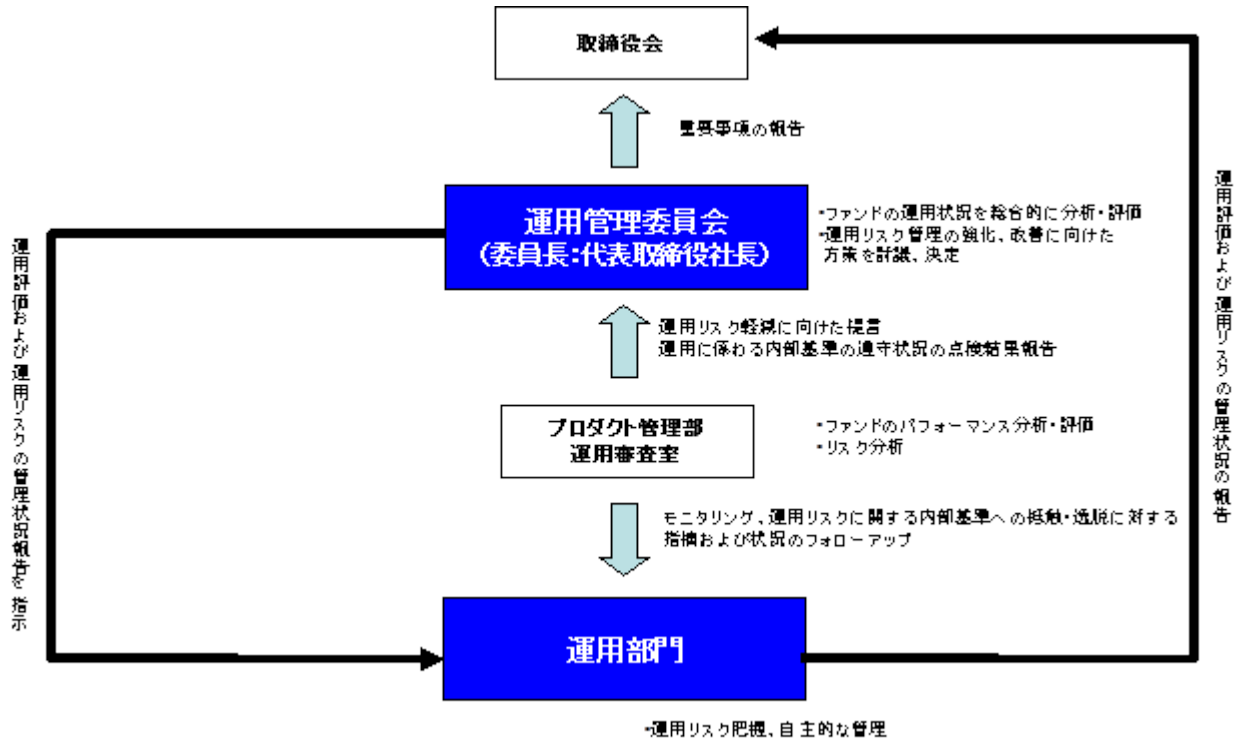 取締役会
重要事項の報告
運用管理委員会
(委員長:代表取締役社長)
・ファンドの運用状況を総合的に分析・評価
・運用リスク管理の強化、改善に向けた
方策を討議、決定
運用リスク軽減に向けた提言
運用に係わる内部基準の遵守状況の点検結果報告
プロダクト管理部
運用審査室
・ファンドのパフォーマンス分析・評価
・リスク分析
モニタリング、運用リスクに関する内部基準への抵触・逸脱に対する
指摘および状況のフォローアップ
運用部門
・運用リスク把握、自主的な管理
運用評価および運用リスクの管理状況報告を指示
運用評価および運用リスクの管理状況の報告